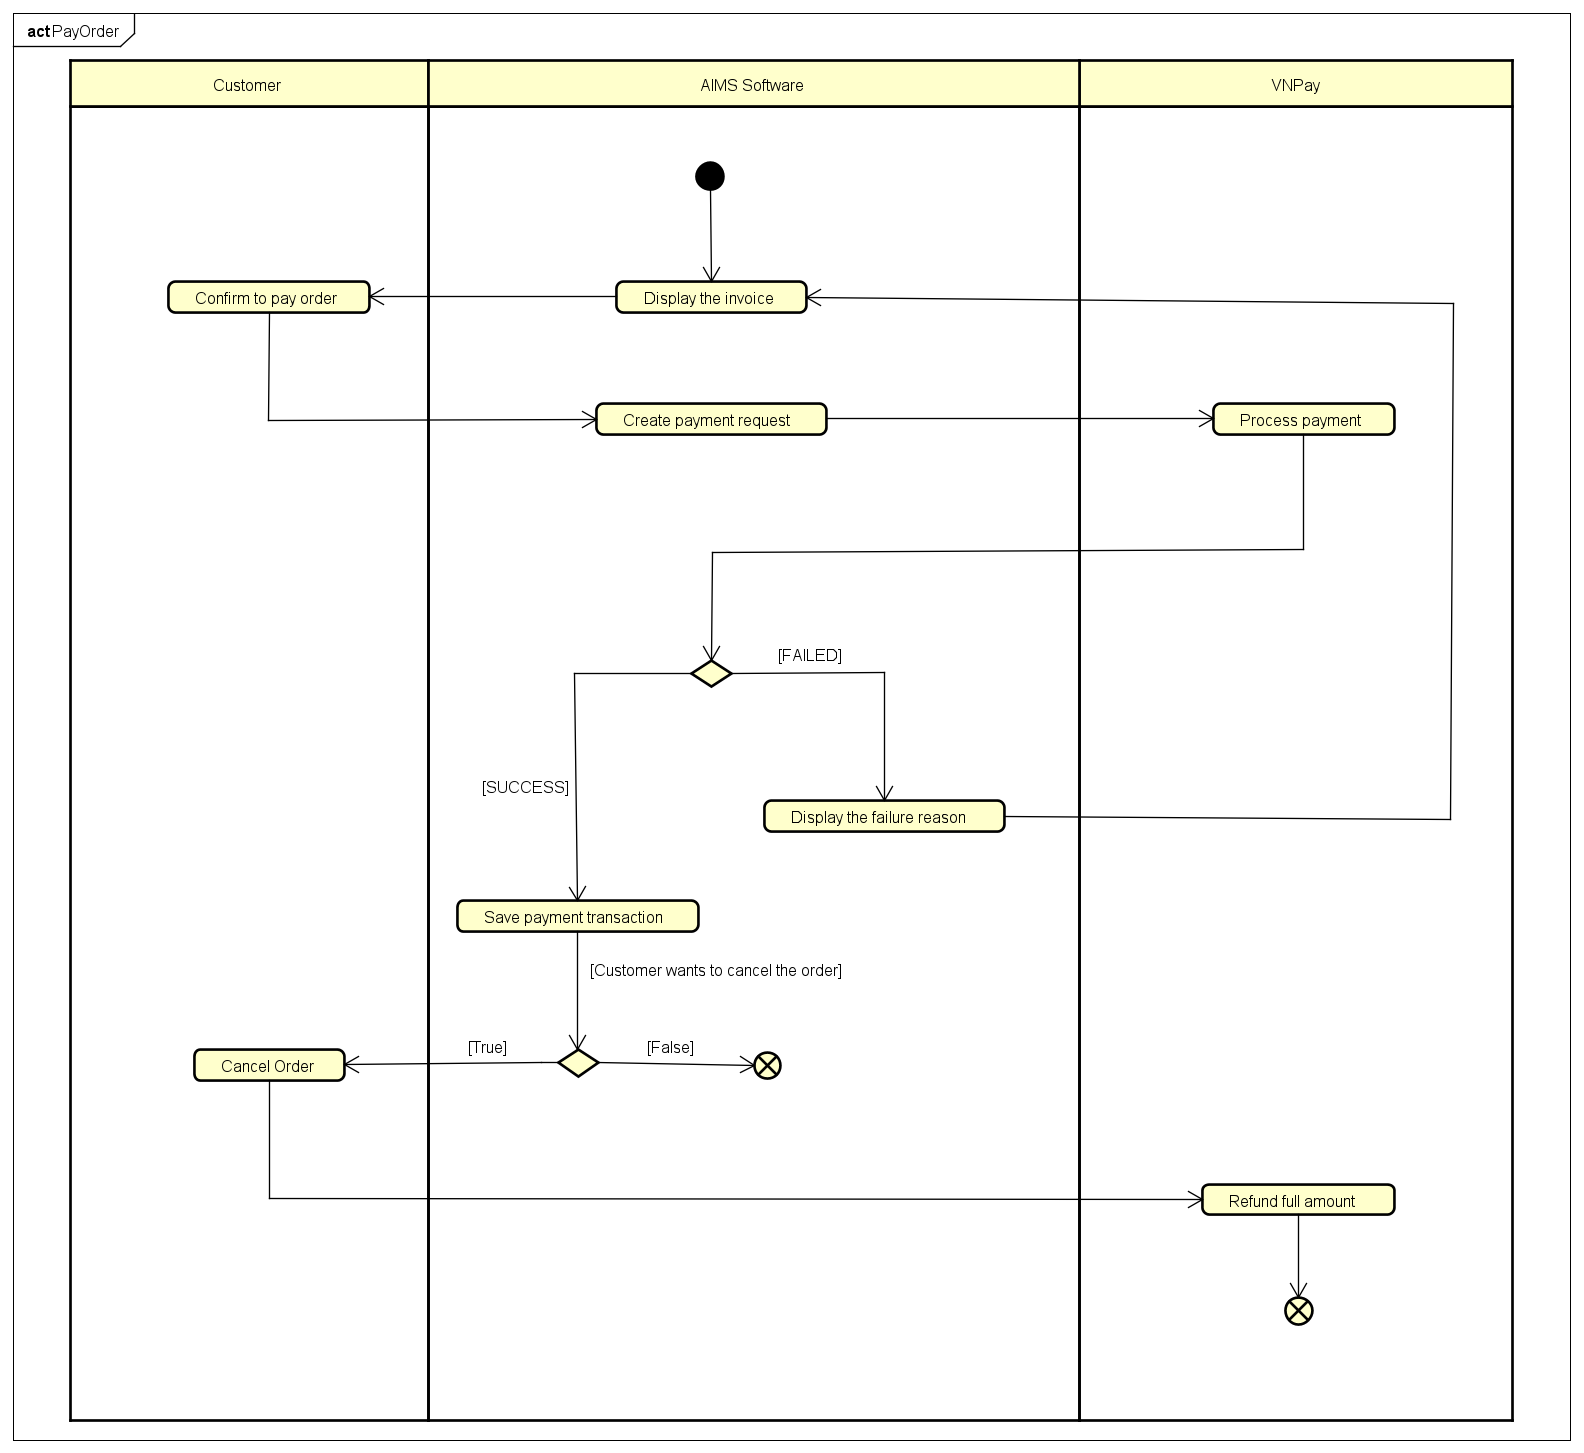 act PayOrder
Customer
AIMS Software
VNPay
Confirm to pay order
Display the invoice
Create payment request
Process payment
[FAILED]
[SUCCESS]
Display the failure reason
Save payment transaction
[Customer wants to cancel the order]
[True]
[False]
Cancel Order
Refund full amount